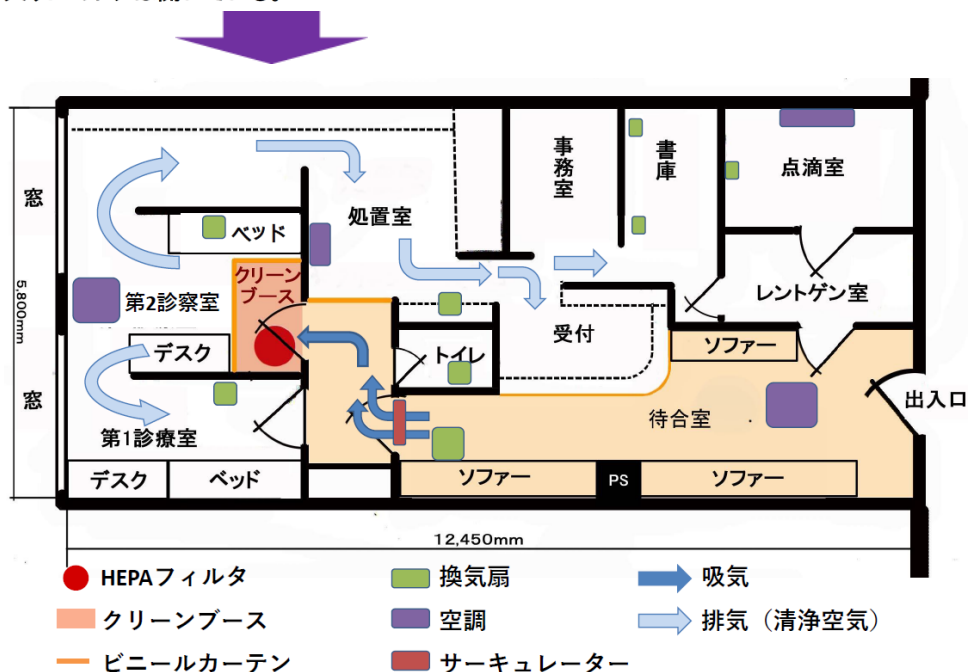 事務室
書庫
点滴室
窓
処置室
ベッド
クリーン
ブース
5,800mm
第2診察室
レントゲン室
受付
デスク
トイレ
ソファー
窓
出入口
待合室
第1診療室
デスク
ベッド
ソファー
PS
ソファー
12,450mm
HEPAフィルタ
換気扇
吸気
クリーンブース
空調
排気（清浄空気）
ビニールカーテン
サーキュレーター